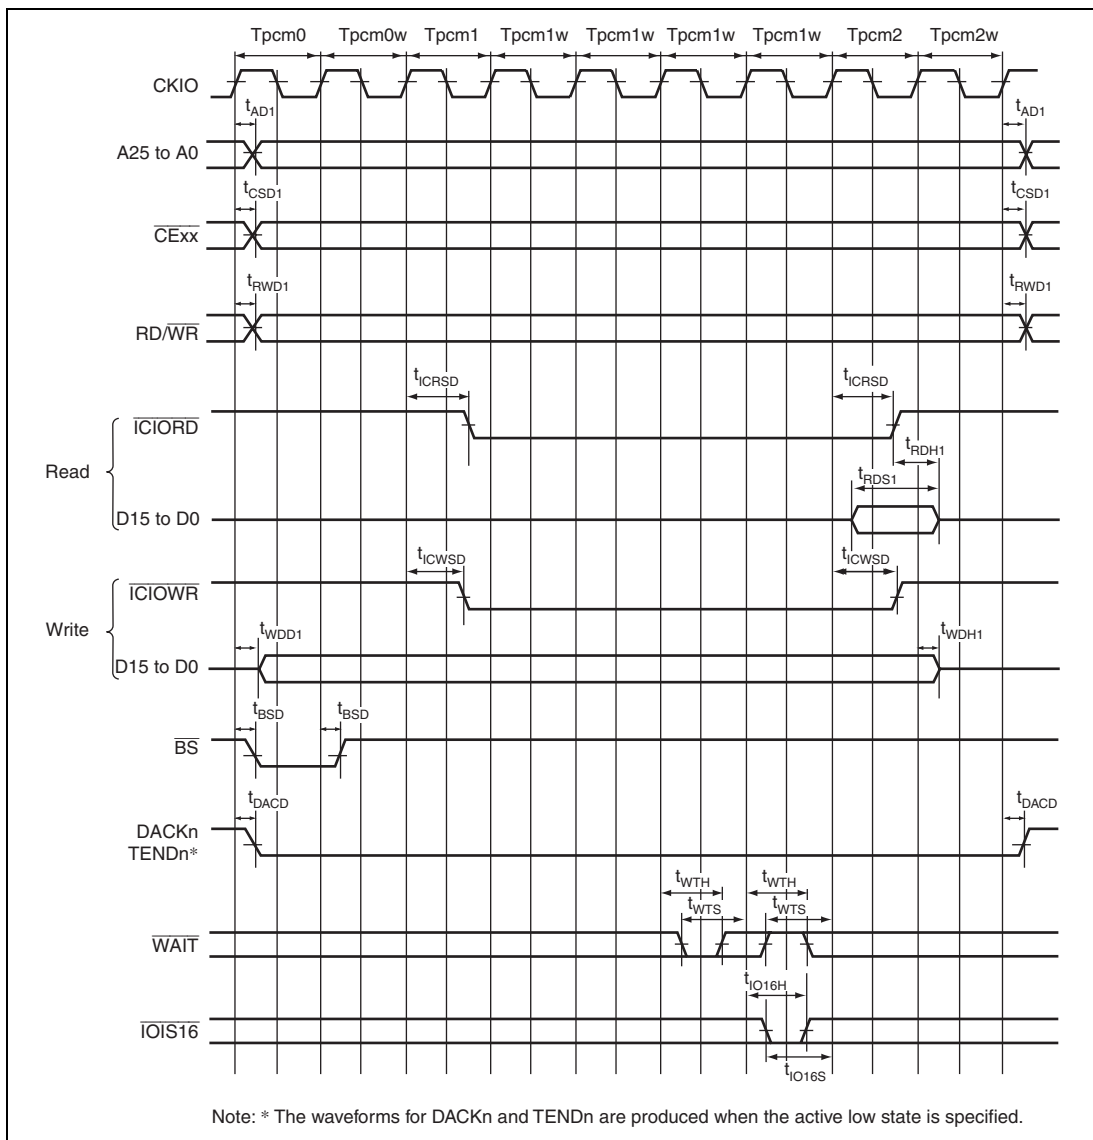 Tpcm0 Tpcm0w Tpcm1 Tpcm1w Tpcm1w Tpcm1w Tpcm1w Tpcm2 Tpcm2w
CKIO
tAD1 tAD1
A25 to A0
tCSD1 tCSD1
CExx
tRWD1 tRWD1
RD/WR
tICRSD tICRSD
ICIORD
tRDH1
Read
tRDS1
D15 to D0
tICWSD tICWSD
ICIOWR
Write
tWDD1 tWDH1
D15 to D0
tBSD tBSD
BS
tDACD tDACD
DACKn
TENDn*
tWTH tWTH
tWTS tWTS
WAIT
tIO16H
IOIS16
tIO16S
Note: * The waveforms for DACKn and TENDn are produced when the active low state is specified.